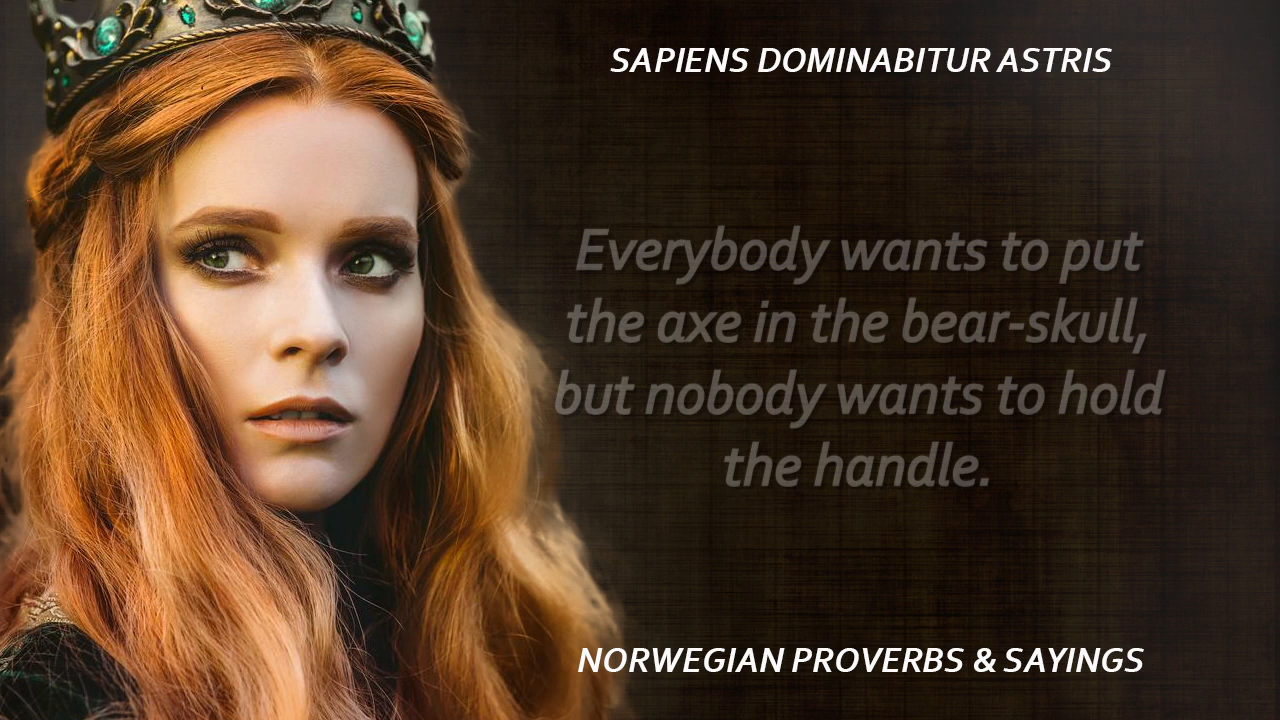 SAPIENS DOMINABITUR ASTRIS
Everybody wants to put
the axe in the bear-skull,
but nobody wants to hold
the handle.
NORWEGIAN PROVERBS & SAYINGS